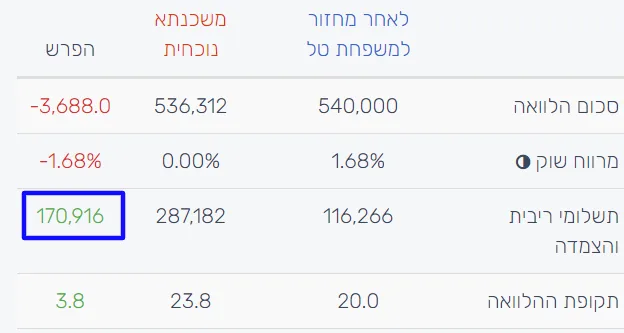 לאחר מחזור למשפחת טל	משכנתא נוכחית	הפרש
סכום הלוואה	540,000	536,312	-3,688.0
מרווח שוק	1.68%	0.00%	-1.68%
תשלומי ריבית והצמדה	116,266	287,182	170,916
תקופת ההלוואה	20.0	23.8	3.8